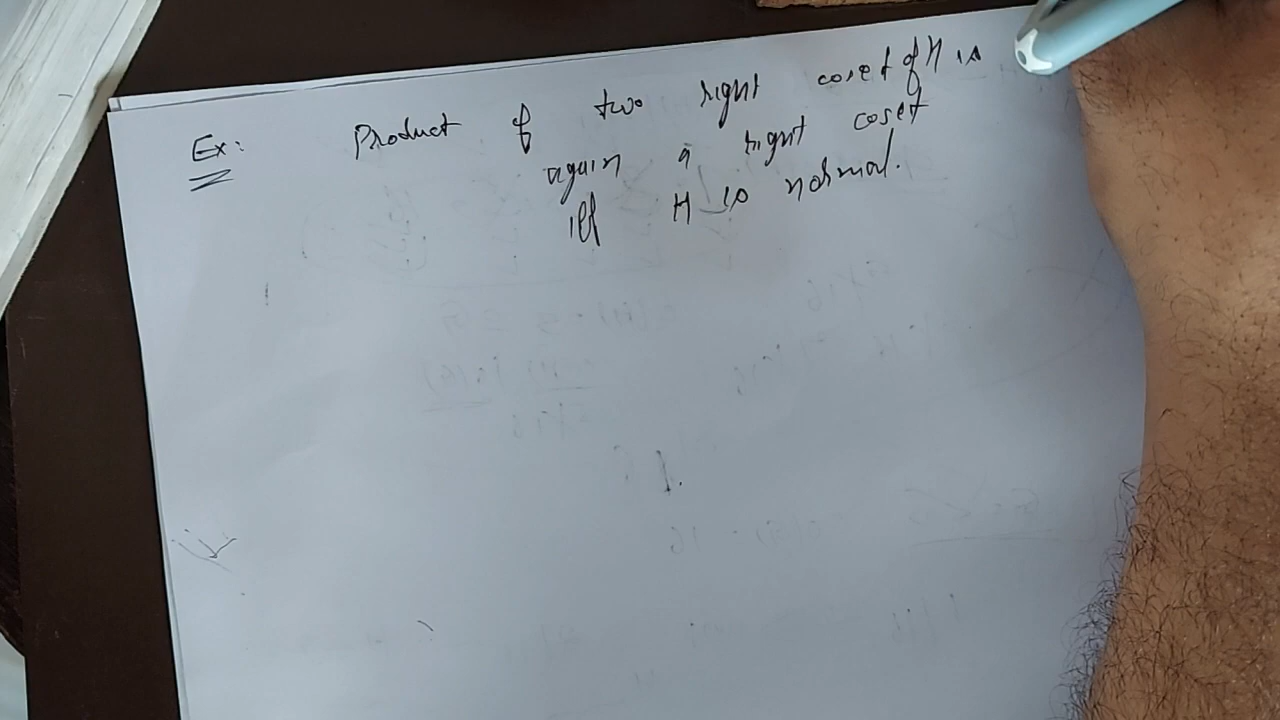 Ex: Product of two right coset of H is
again a right coset
iff H is normal.